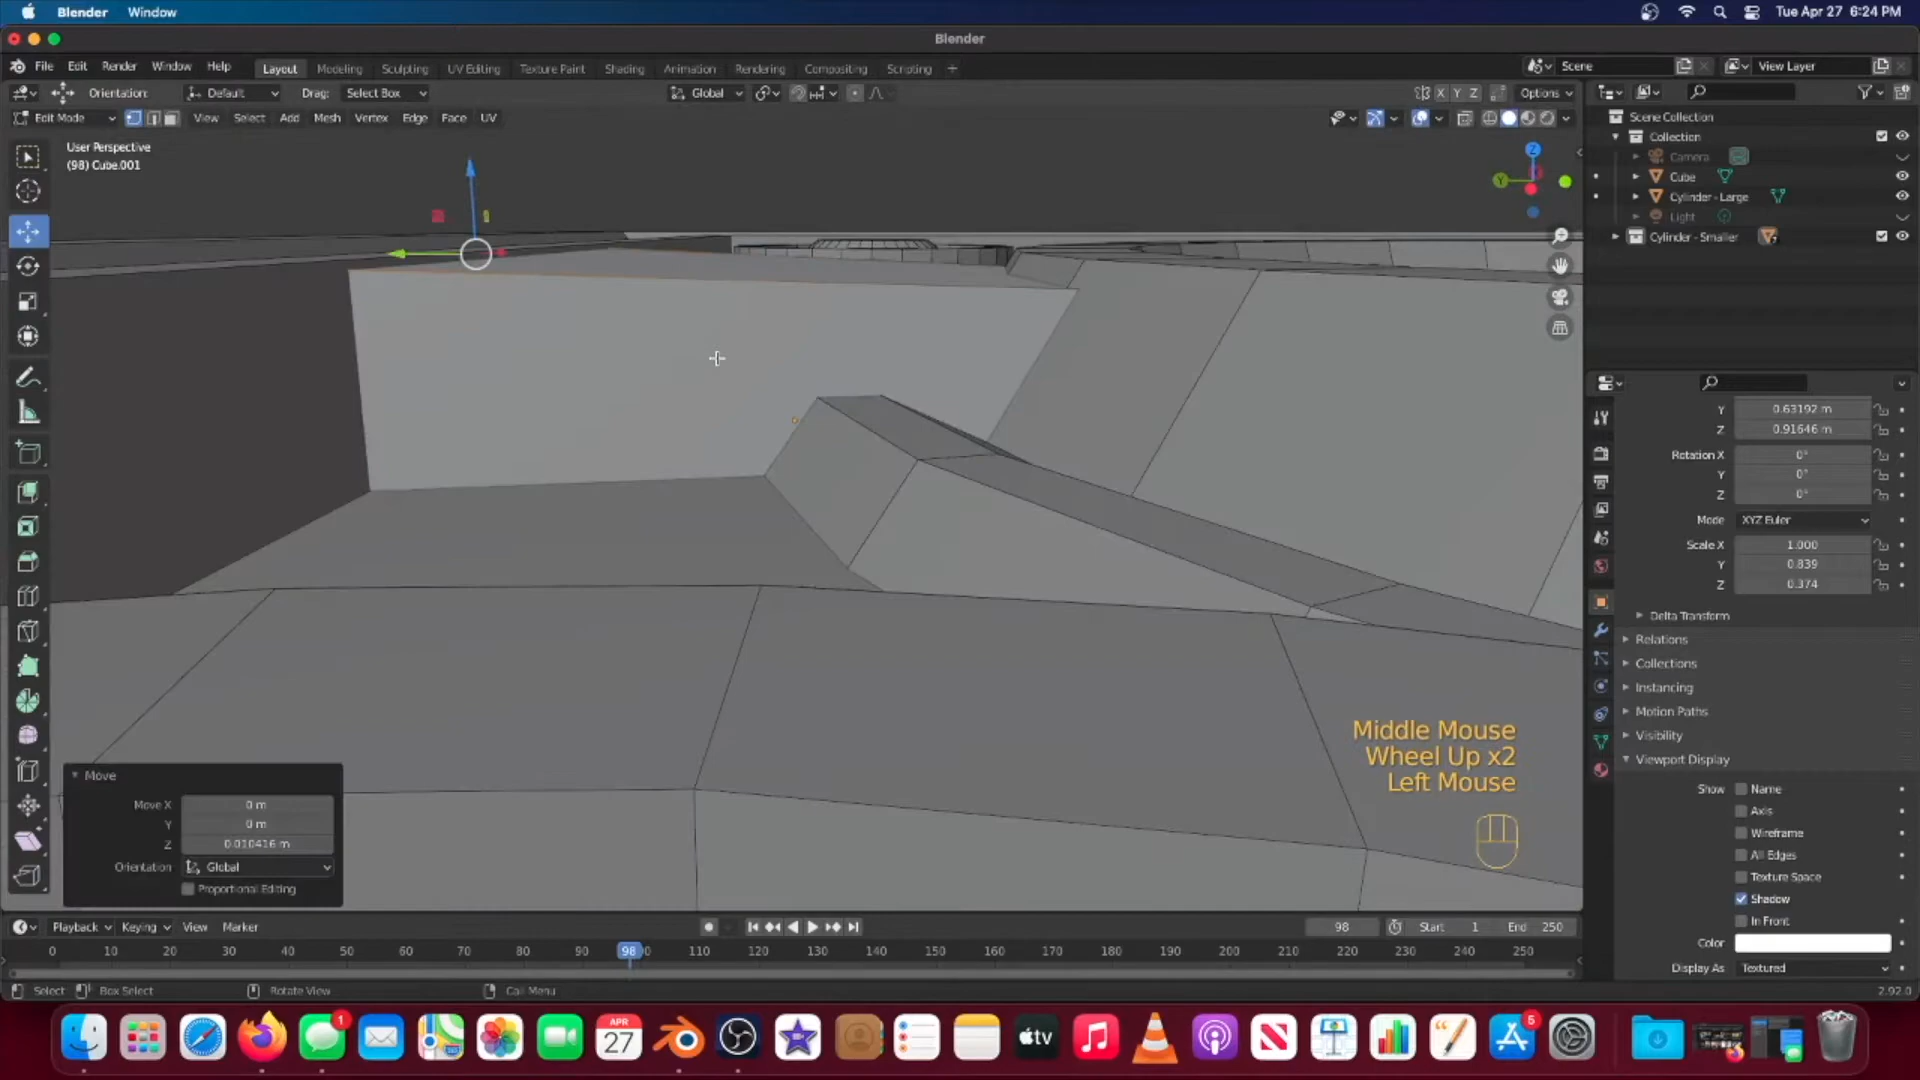 Blender Window Tue Apr 27 6:24 PM
Blender
File Edit Render Window Help Layout Modeling Sculpting UV Editing Texture Paint Shading Animation Rendering Compositing Scripting + Scene View Layer
Orientation: Default Drag: Select Box Global X Y Z Options
Edit Mode View Select Add Mesh Vertex Edge Face UV
Scene Collection
Collection
Camera
Cube
Cylinder - Large
Light
Cylinder - Smaller
User Perspective
(98) Cube.001
Z
Y
Y 0.63192 m
Z 0.91646 m
Rotation X 0°
Y 0°
Z 0°
Mode XYZ Euler
Scale X 1.000
Y 0.839
Z 0.374
Delta Transform
Relations
Collections
Instancing
Motion Paths
Visibility
Viewport Display
Show Name
Axis
Wireframe
All Edges
Texture Space
Shadow
In Front
Color
Display As Textured
Middle Mouse
Wheel Up x2
Left Mouse
Move
Move X 0 m
Y 0 m
Z 0.010416 m
Orientation Global
Proportional Editing
Playback Keying View Marker 98 Start 1 End 250
0 10 20 30 40 50 60 70 80 90 98 0 110 120 130 140 150 160 170 180 190 200 210 220 230 240 250
Select Box Select Rotate View Call Menu 2.92.0
1
APR
27
tv
5